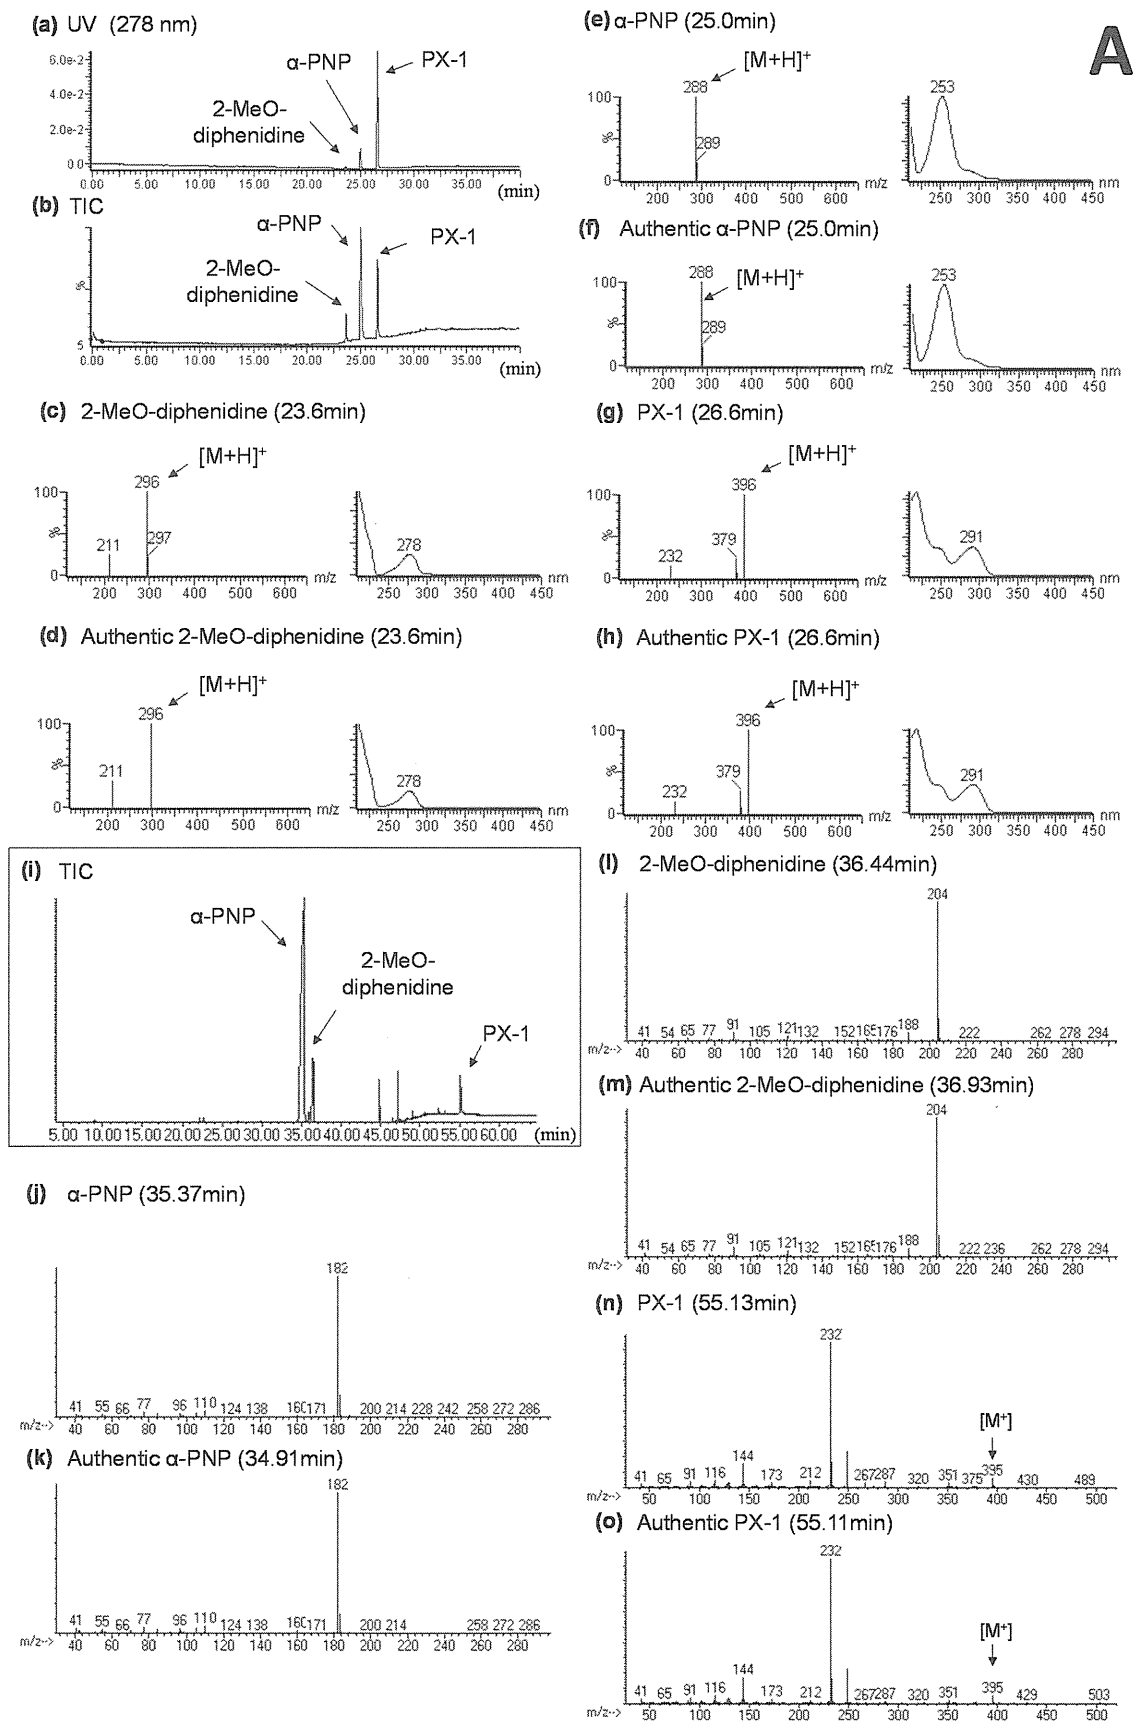 A
(a) UV (278 nm)
6.0e-2
4.0e-2
2.0e-2
0.0
α-PNP
PX-1
2-MeO-
diphenidine
0.00 5.00 10.00 15.00 20.00 25.00 30.00 35.00
(min)
(b) TIC
%
5
α-PNP
PX-1
2-MeO-
diphenidine
0.00 5.00 10.00 15.00 20.00 25.00 30.00 35.00
(min)
(c) 2-MeO-diphenidine (23.6min)
[M+H]+
100
%
0
296
297
211
200 300 400 500 600
m/z
278
250 300 350 400 450
nm
(d) Authentic 2-MeO-diphenidine (23.6min)
[M+H]+
100
%
0
296
211
200 300 400 500 600
m/z
278
250 300 350 400 450
nm
(e) α-PNP (25.0min)
[M+H]+
100
%
0
288
289
200 300 400 500 600
m/z
253
250 300 350 400 450
nm
(f) Authentic α-PNP (25.0min)
[M+H]+
100
%
0
288
289
200 300 400 500 600
m/z
253
250 300 350 400 450
nm
(g) PX-1 (26.6min)
[M+H]+
100
%
0
396
379
232
200 300 400 500 600
m/z
291
250 300 350 400 450
nm
(h) Authentic PX-1 (26.6min)
[M+H]+
100
%
0
396
379
232
200 300 400 500 600
m/z
291
250 300 350 400 450
nm
(i) TIC
α-PNP
2-MeO-
diphenidine
PX-1
5.00 10.00 15.00 20.00 25.00 30.00 35.00 40.00 45.00 50.00 55.00 60.00
(min)
(j) α-PNP (35.37min)
182
41 55 66 77 96 110 124 138 160 171 200 214 228 242 258 272 286
m/z-->
40 60 80 100 120 140 160 180 200 220 240 260 280
(k) Authentic α-PNP (34.91min)
182
41 55 66 77 96 110 124 138 160 171 200 214 258 272 286
m/z-->
40 60 80 100 120 140 160 180 200 220 240 260 280
(l) 2-MeO-diphenidine (36.44min)
204
41 54 65 77 91 105 121 132 152 165 176 188 222 262 278 294
m/z-->
40 60 80 100 120 140 160 180 200 220 240 260 280
(m) Authentic 2-MeO-diphenidine (36.93min)
204
41 54 65 77 91 105 121 132 152 165 176 188 222 236 262 278 294
m/z-->
40 60 80 100 120 140 160 180 200 220 240 260 280
(n) PX-1 (55.13min)
232
[M+]
41 65 91 116 144 173 212 267 287 320 351 375 395 430 489
m/z-->
50 100 150 200 250 300 350 400 450 500
(o) Authentic PX-1 (55.11min)
232
[M+]
41 65 91 116 144 173 212 267 287 320 351 395 429 503
m/z-->
50 100 150 200 250 300 350 400 450 500